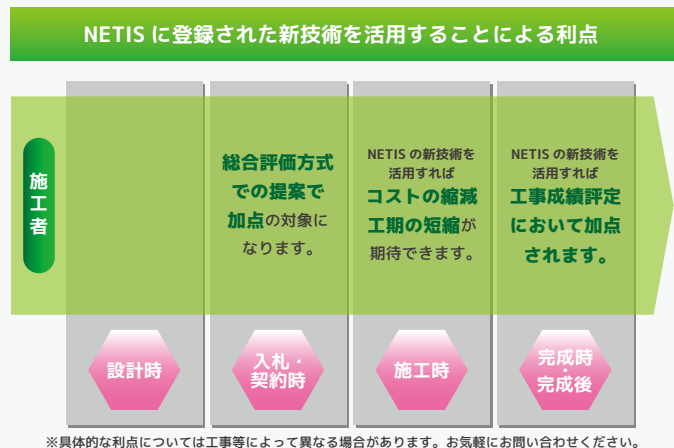 NETIS に登録された新技術を活用することによる利点
施工者
総合評価方式
での提案で
加点の対象に
なります。
NETIS の新技術を
活用すれば
コストの縮減
工期の短縮が
期待できます。
NETIS の新技術を
活用すれば
工事成績評定
において加点
されます。
設計時
入札・
契約時
施工時
完成時
・
完成後
※具体的な利点については工事等によって異なる場合があります。お気軽にお問い合わせください。